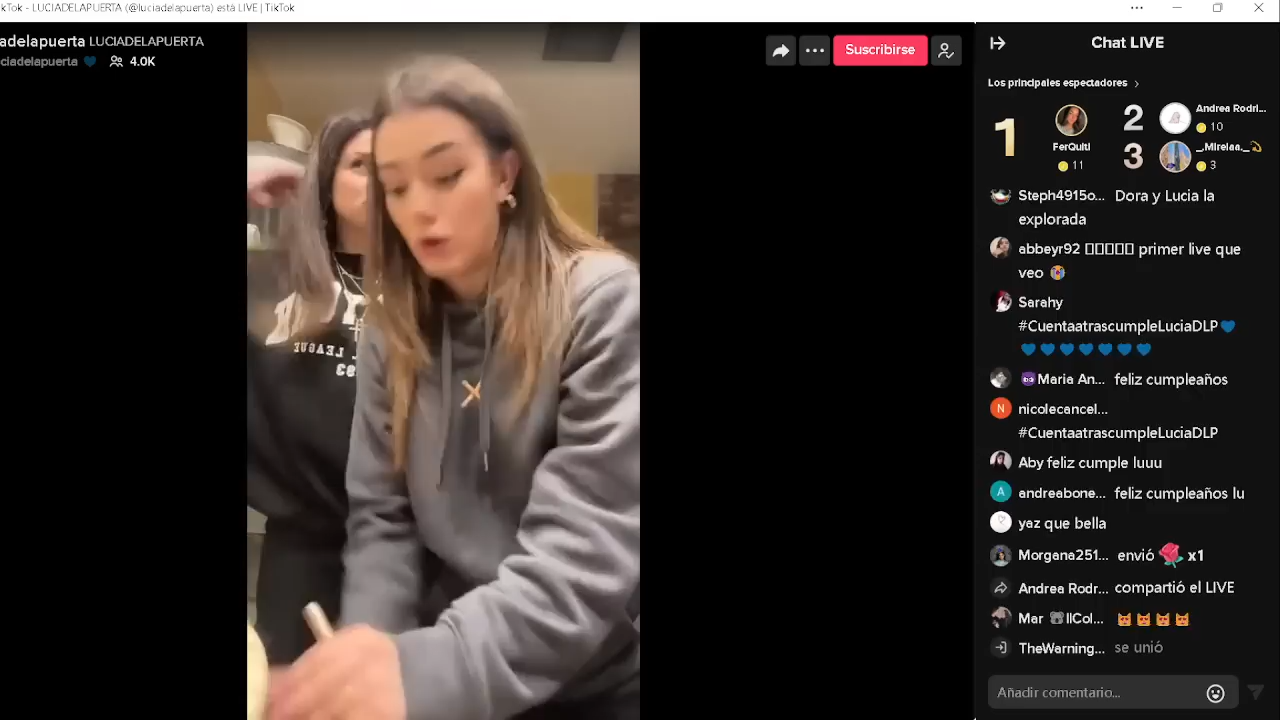 kTok - LUCIADELAPUERTA (@luciadelapuerta) está LIVE | TikTok
adelapuerta LUCIADELAPUERTA
ciadelapuerta 💙 4.0K
Suscribirse
Chat LIVE
Los principales espectadores >
1
FerQuiti
11
2
Andrea Rodri...
10
3
_.Mireiaa._💫
3
Steph4915o... Dora y Lucia la
explorada
abbeyr92 ▯▯▯▯▯ primer live que
veo
Sarahy
#CuentaatrascumpleLuciaDLP💙
💙💙💙💙💙💙💙
Maria An... feliz cumpleaños
N nicolecancel...
#CuentaatrascumpleLuciaDLP
Aby feliz cumple luuu
A andreabone... feliz cumpleaños lu
yaz que bella
Morgana251... envió 🌹 x1
Andrea Rodr... compartió el LIVE
Mar 🐨llCol... 😻😻😻😻
TheWarning... se unió
Añadir comentario...
LEAGUE